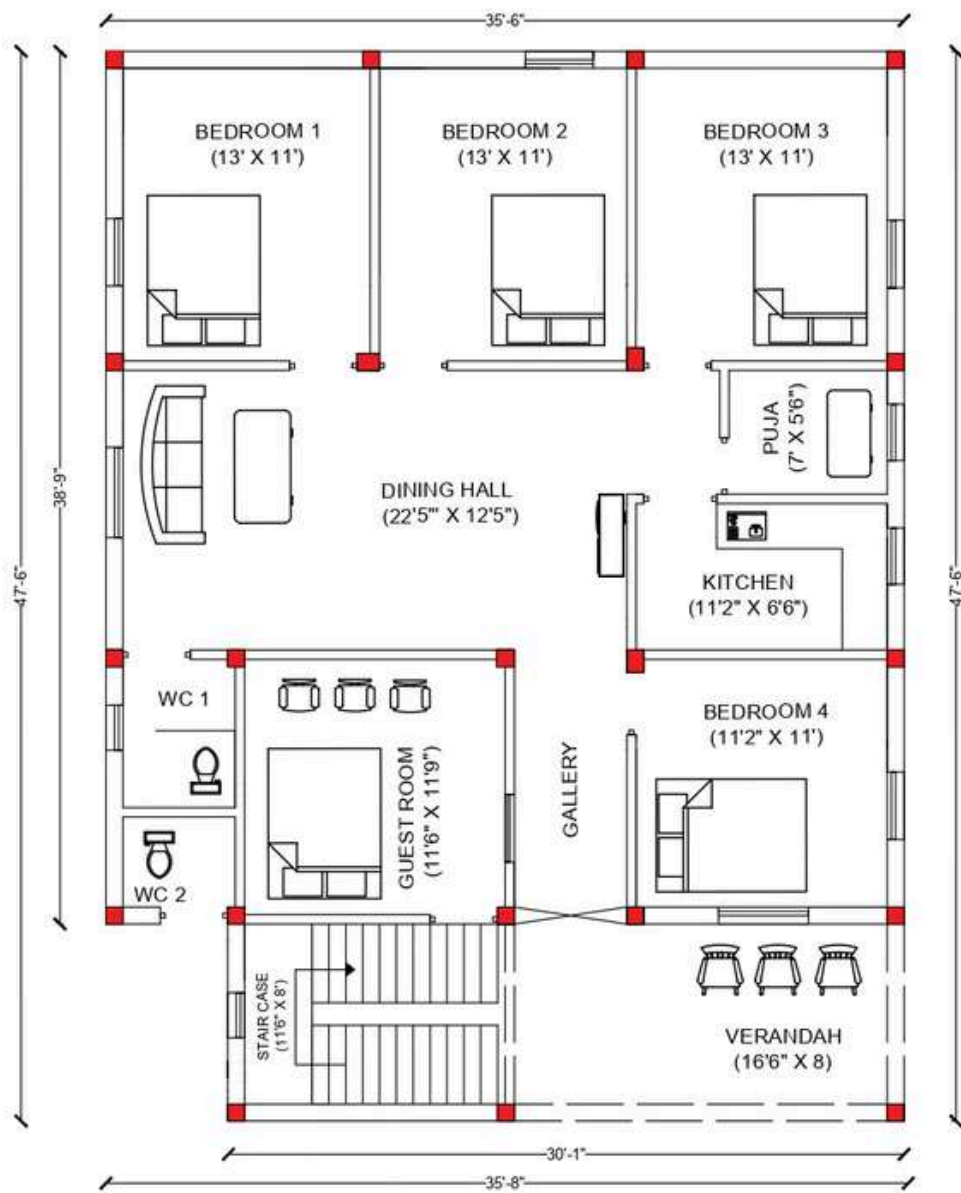 35'-6"
BEDROOM 1
(13' X 11')
BEDROOM 2
(13' X 11')
BEDROOM 3
(13' X 11')
PUJA
(7' X 5'6")
DINING HALL
(22'5"' X 12'5")
38'-9"
47'-6"
47'-6"
KITCHEN
(11'2" X 6'6")
WC 1
BEDROOM 4
(11'2" X 11')
GUEST ROOM
(11'6" X 11'9")
GALLERY
WC 2
STAIR CASE
(11'6" X 8')
VERANDAH
(16'6" X 8)
30'-1"
35'-8"